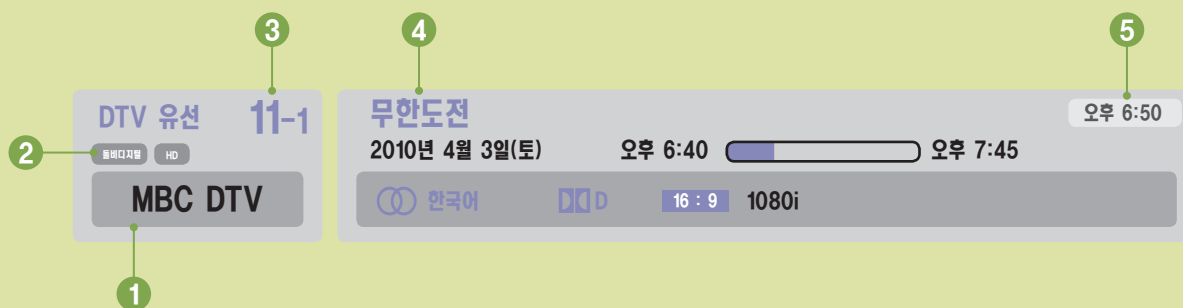 3
4
5
DTV 유선 11-1
무한도전
오후 6:50
2
돌비디지털 HD
2010년 4월 3일(토) 오후 6:40 오후 7:45
MBC DTV
한국어 D 16 : 9 1080i
1